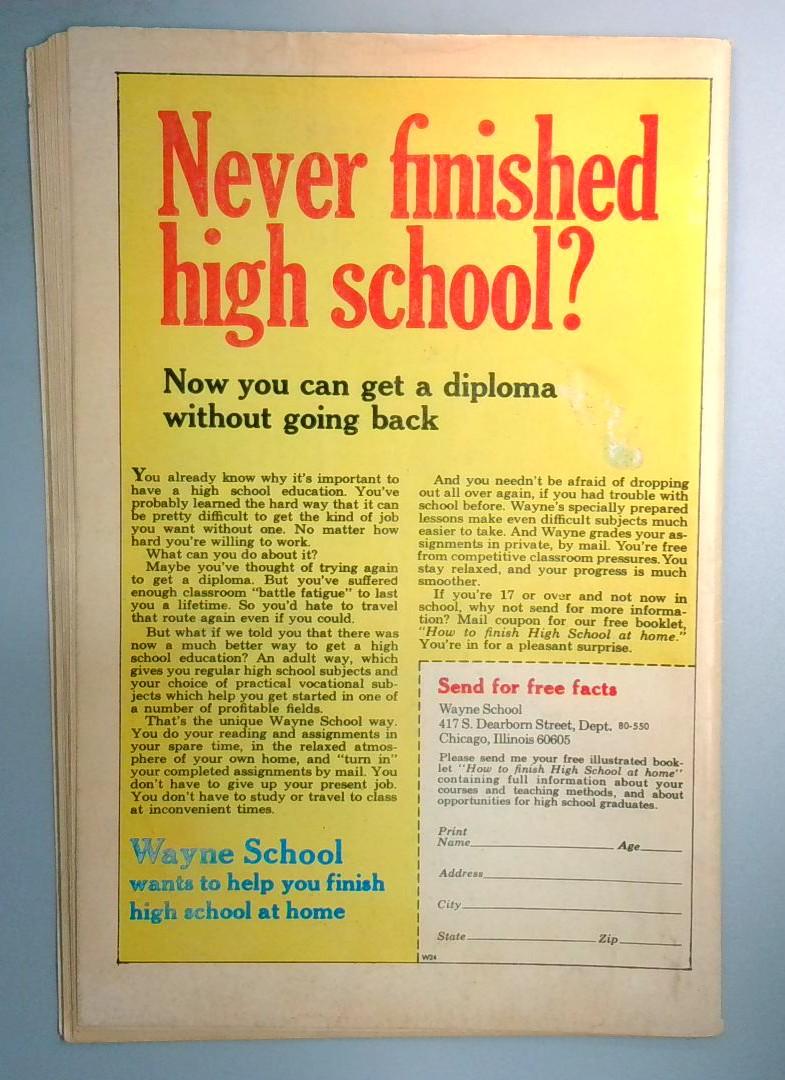 Never finished
high school?
Now you can get a diploma
without going back
You already know why it's important to
have a high school education. You've
probably learned the hard way that it can
be pretty difficult to get the kind of job
you want without one. No matter how
hard you're willing to work.
What can you do about it?
Maybe you've thought of trying again
to get a diploma. But you've suffered
enough classroom "battle fatigue" to last
you a lifetime. So you'd hate to travel
that route again even if you could.
But what if we told you that there was
now a much better way to get a high
school education? An adult way, which
gives you regular high school subjects and
your choice of practical vocational sub-
jects which help you get started in one of
a number of profitable fields.
That's the unique Wayne School way.
You do your reading and assignments in
your spare time, in the relaxed atmos-
phere of your own home, and "turn in"
your completed assignments by mail. You
don't have to give up your present job.
You don't have to study or travel to class
at inconvenient times.
Wayne School
wants to help you finish
high school at home
And you needn't be afraid of dropping
out all over again, if you had trouble with
school before. Wayne's specially prepared
lessons make even difficult subjects much
easier to take. And Wayne grades your as-
signments in private, by mail. You're free
from competitive classroom pressures. You
stay relaxed, and your progress is much
smoother.
If you're 17 or over and not now in
school, why not send for more informa-
tion? Mail coupon for our free booklet,
"How to finish High School at home."
You're in for a pleasant surprise.
Send for free facts
Wayne School
417 S. Dearborn Street, Dept. 80-550
Chicago, Illinois 60605
Please send me your free illustrated book-
let "How to finish High School at home"
containing full information about your
courses and teaching methods, and about
opportunities for high school graduates.
Print
Name Age
Address
City
State Zip
W24